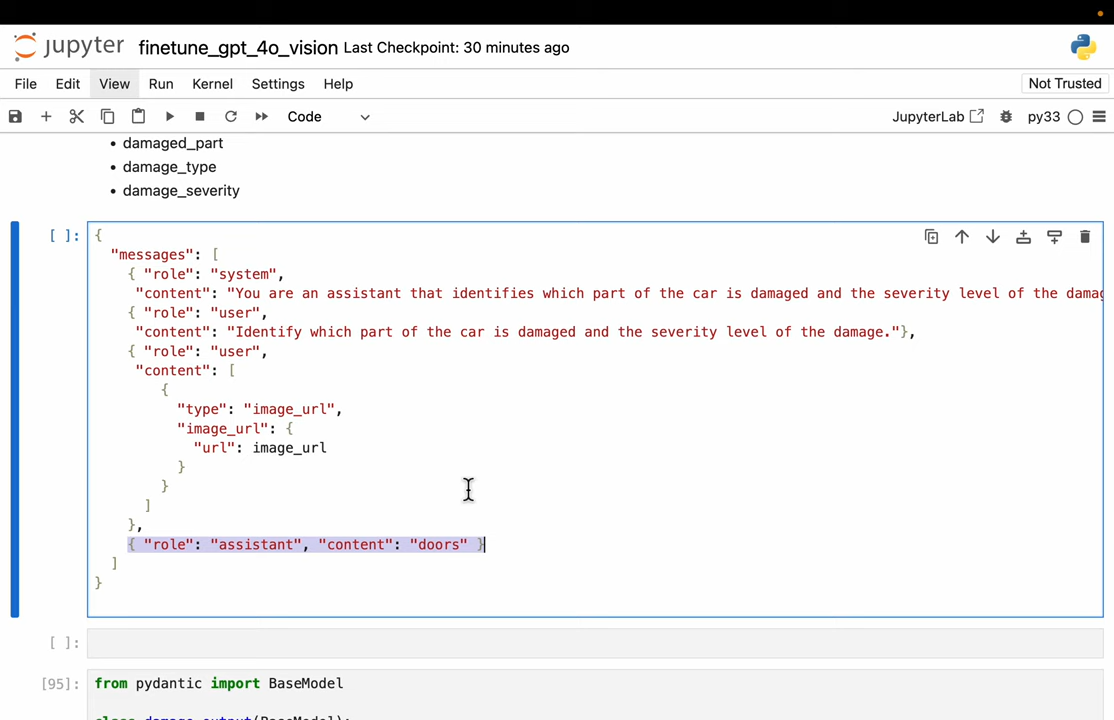 jupyter finetune_gpt_4o_vision Last Checkpoint: 30 minutes ago
File Edit View Run Kernel Settings Help Not Trusted
Code JupyterLab py33
• damaged_part
• damage_type
• damage_severity
[ ]: {
"messages": [
{ "role": "system",
"content": "You are an assistant that identifies which part of the car is damaged and the severity level of the
{ "role": "user",
"content": "Identify which part of the car is damaged and the severity level of the damage."},
{ "role": "user",
"content": [
{
"type": "image_url",
"image_url": {
"url": image_url
}
}
]
},
{ "role": "assistant", "content": "doors" }
]
}
[ ]:
[95]: from pydantic import BaseModel
class damage_output(BaseModel):